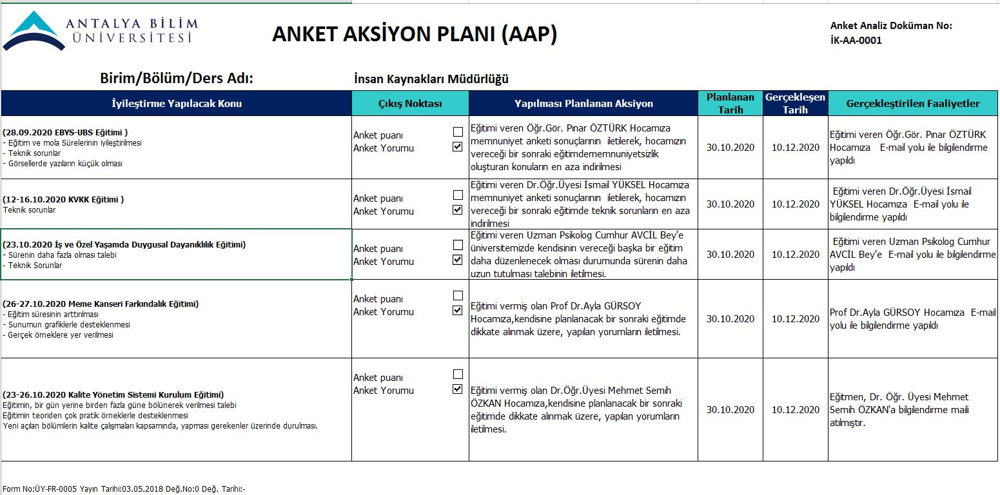 ANTALYA BİLİM
ÜNİVERSİTESİ
ANKET AKSİYON PLANI (AAP)
Anket Analiz Doküman No:
İK-AA-0001
Birim/Bölüm/Ders Adı:
İnsan Kaynakları Müdürlüğü
İyileştirme Yapılacak Konu
Çıkış Noktası
Yapılması Planlanan Aksiyon
Planlanan
Tarih
Gerçekleşen
Tarih
Gerçekleştirilen Faaliyetler
(28.09.2020 EBYS-UBS Eğitimi )
- Eğitim ve mola Sürelerinin iyileştirilmesi
- Teknik sorunlar
- Görsellerde yazıların küçük olması
Anket puanı
Anket Yorumu
Eğitimi veren Öğr.Gör. Pınar ÖZTÜRK Hocamıza
memnuniyet anketi sonuçlarının iletilerek, hocamızın
vereceği bir sonraki eğitimdememnuniyetsizlik
oluşturan konuların en aza indirilmesi
30.10.2020
10.12.2020
Eğitimi veren Öğr.Gör. Pınar ÖZTÜRK
Hocamıza E-mail yolu ile bilgilendirme
yapıldı
(12-16.10.2020 KVKK Eğitimi )
Teknik sorunlar
Anket puanı
Anket Yorumu
Eğitimi veren Dr.Öğr.Üyesi İsmail YÜKSEL Hocamıza
memnuniyet anketi sonuçlarının iletilerek, hocamızın
vereceği bir sonraki eğitimde teknik sorunların en aza
indirilmesi
30.10.2020
10.12.2020
Eğitimi veren Dr.Öğr.Üyesi İsmail
YÜKSEL Hocamıza E-mail yolu ile
bilgilendirme yapıldı
(23.10.2020 İş ve Özel Yaşamda Duygusal Dayanıklılık Eğitimi)
- Sürenin daha fazla olması talebi
- Teknik Sorunlar
Anket puanı
Anket Yorumu
Eğitimi veren Uzman Psikolog Cumhur AVCİL Bey'e
üniversitemizde kendisinin vereceği başka bir eğitim
daha düzenlenecek olması durumunda sürenin daha
uzun tutulması talebinin iletilmesi.
30.10.2020
10.12.2020
Eğitimi veren Uzman Psikolog Cumhur
AVCİL Bey'e E-mail yolu ile bilgilendirme
yapıldı
(26-27.10.2020 Meme Kanseri Farkındalık Eğitimi)
- Eğitim süresinin arttırılması
- Sunumun grafiklerle desteklenmesi
- Gerçek örneklere yer verilmesi
Anket puanı
Anket Yorumu
Eğitimi vermiş olan Prof Dr.Ayla GÜRSOY
Hocamıza,kendisine planlanacak bir sonraki eğitimde
dikkate alınmak üzere, yapılan yorumların iletilmesi.
30.10.2020
10.12.2020
Prof Dr.Ayla GÜRSOY Hocamıza E-mail
yolu ile bilgilendirme yapıldı
(23-26.10.2020 Kalite Yönetim Sistemi Kurulum Eğitimi)
Eğitimin, bir gün yerine birden fazla güne bölünerek verilmesi talebi
Eğitimin teoriden çok pratik örneklerle desteklenmesi
Yeni açılan bölümlerin kalite çalışmaları kapsamında, yapması gerekenler üzerinde durulması.
Anket puanı
Anket Yorumu
Eğitimi vermiş olan Dr.Öğr.Üyesi Mehmet Semih
ÖZKAN Hocamıza,kendisine planlanacak bir sonraki
eğitimde dikkate alınmak üzere, yapılan yorumların
iletilmesi.
30.10.2020
10.12.2020
Eğitmen, Dr. Öğr. Üyesi Mehmet
Semih ÖZKAN'a bilgilendirme maili
atılmıştır.
Form No:ÜY-FR-0005 Yayın Tarihi:03.05.2018 Değ.No:0 Değ. Tarihi:-